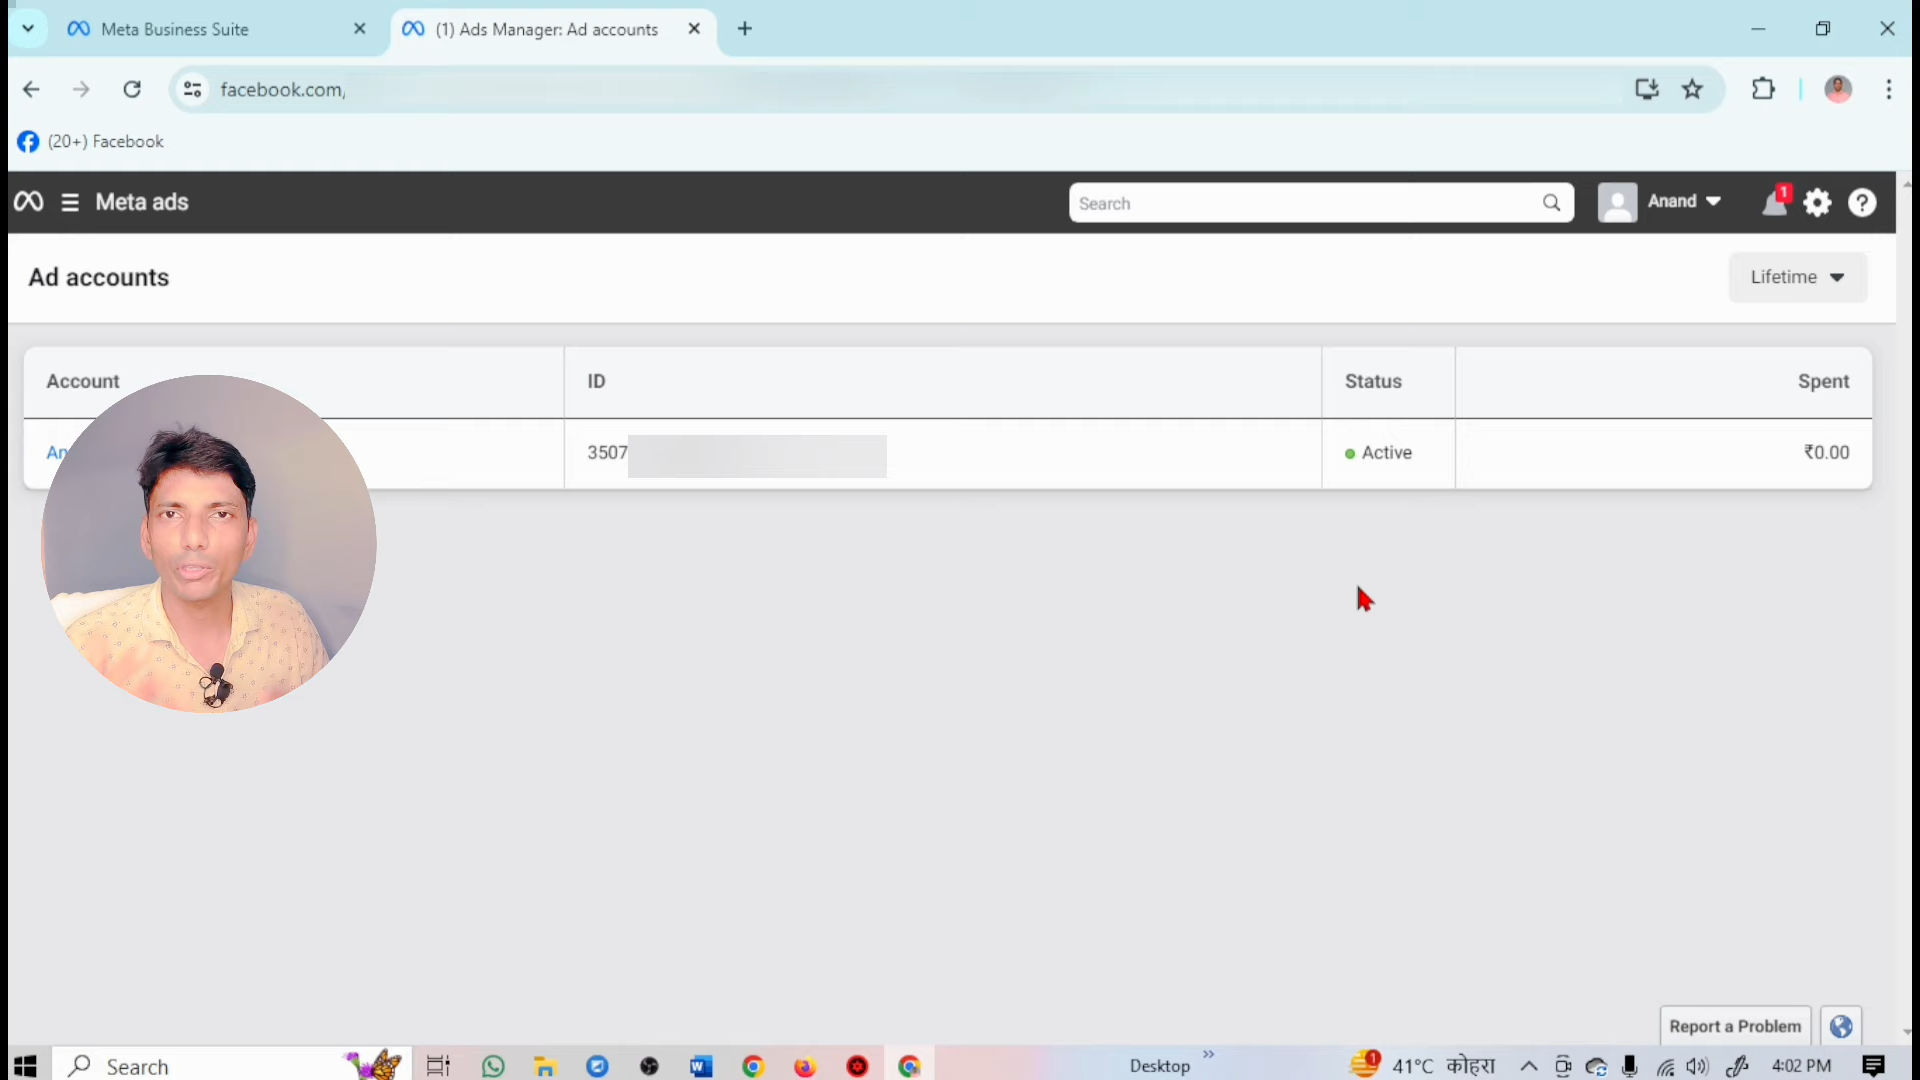 Meta Business Suite
(1) Ads Manager: Ad accounts
facebook.com,
(20+) Facebook
Meta ads
Search
Anand
1
Ad accounts
Lifetime
Account
ID
Status
Spent
3507
Active
₹0.00
Report a Problem
Search
Desktop
1
41°C कोहरा
4:02 PM